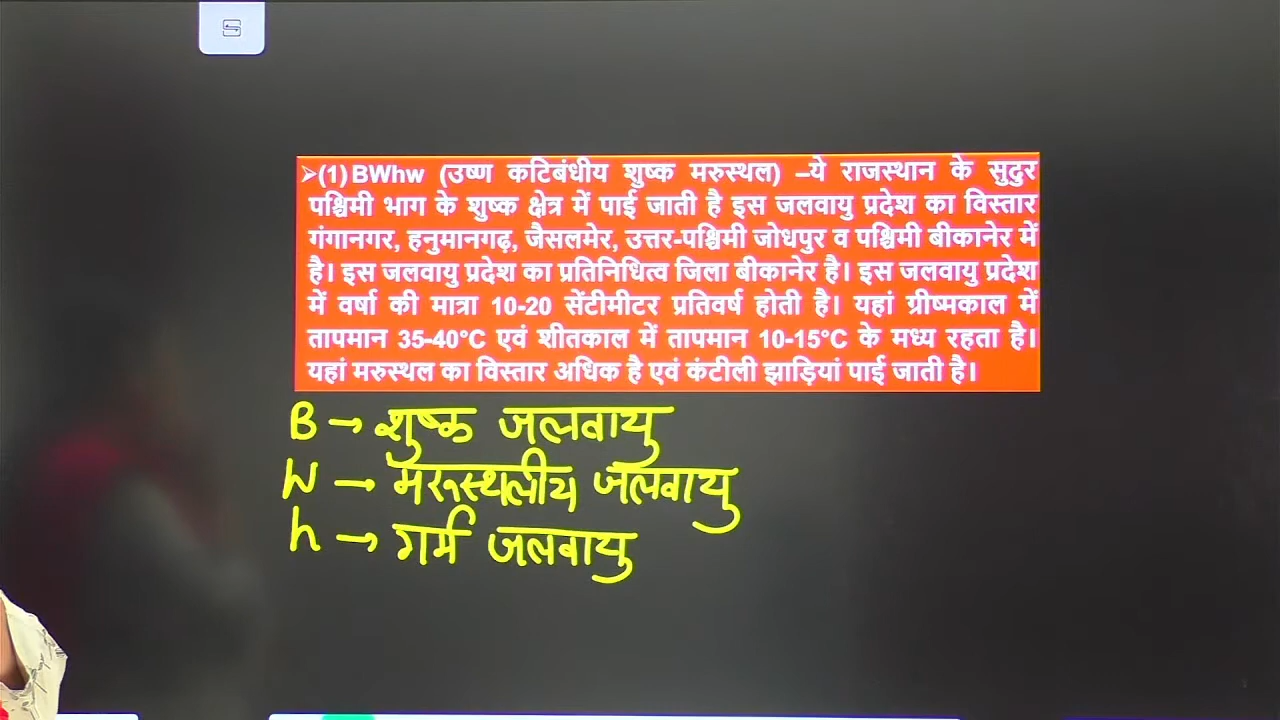 ➢(1) BWhw (उष्ण कटिबंधीय शुष्क मरुस्थल) –ये राजस्थान के सुदुर
पश्चिमी भाग के शुष्क क्षेत्र में पाई जाती है इस जलवायु प्रदेश का विस्तार
गंगानगर, हनुमानगढ़, जैसलमेर, उत्तर-पश्चिमी जोधपुर व पश्चिमी बीकानेर में
है। इस जलवायु प्रदेश का प्रतिनिधित्व जिला बीकानेर है। इस जलवायु प्रदेश
में वर्षा की मात्रा 10-20 सेंटीमीटर प्रतिवर्ष होती है। यहां ग्रीष्मकाल में
तापमान 35-40°C एवं शीतकाल में तापमान 10-15°C के मध्य रहता है।
यहां मरुस्थल का विस्तार अधिक है एवं कंटीली झाड़ियां पाई जाती है।
B → शुष्क जलवायु
W → मरुस्थलीय जलवायु
h → गर्म जलवायु